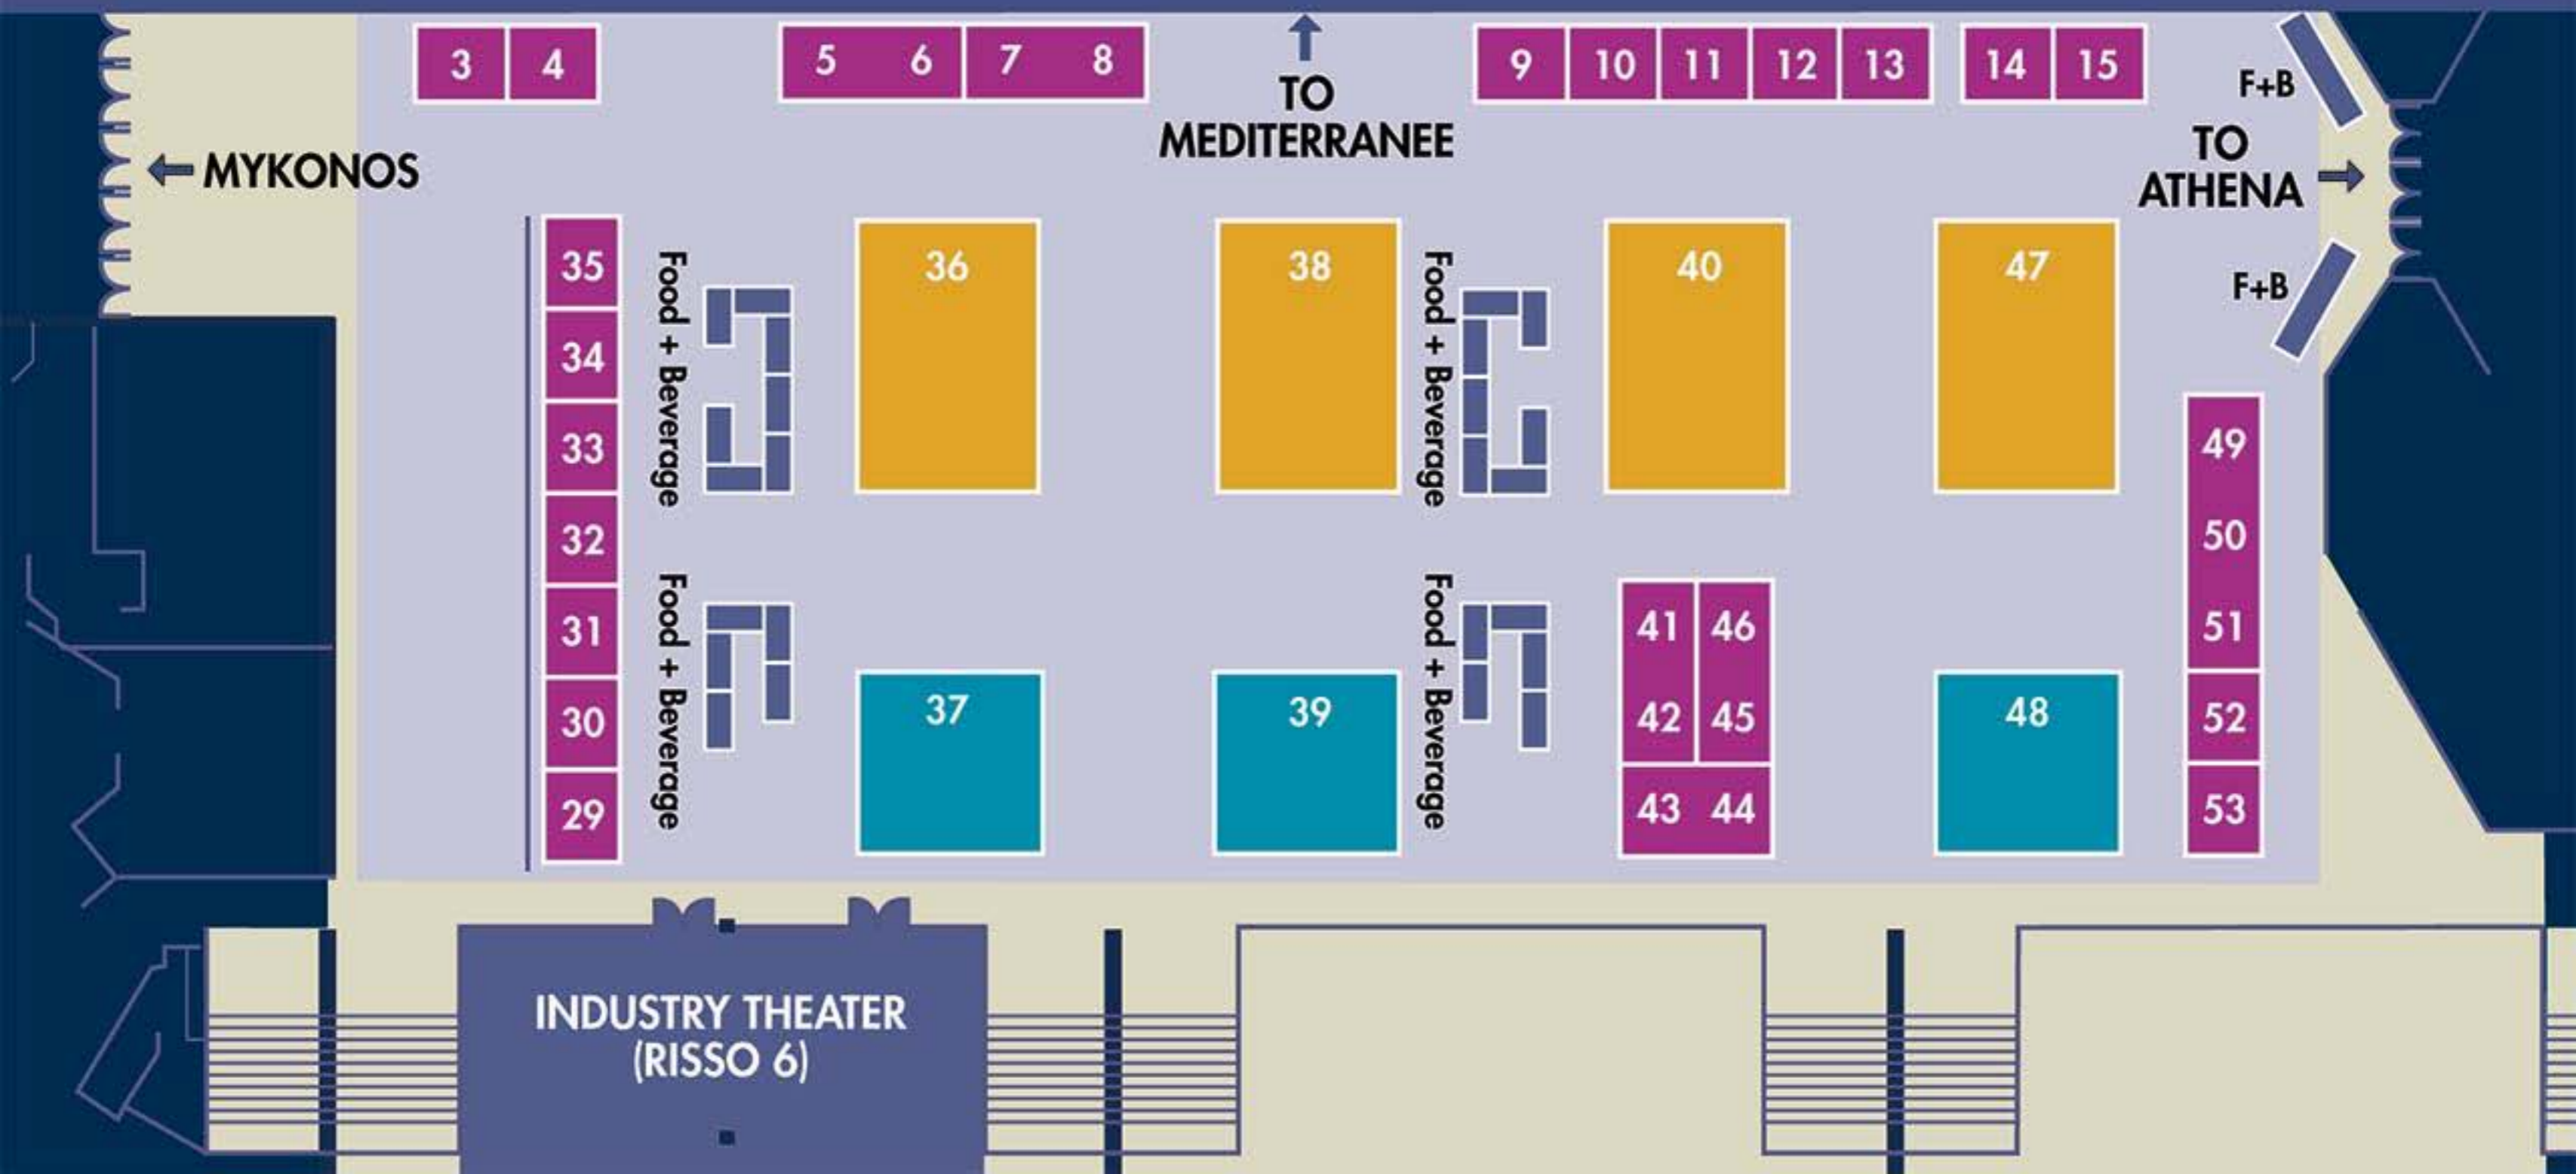 3 4 5 6 7 8 9 10 11 12 13 14 15
F+B
TO
MEDITERRANEE
MYKONOS
TO
ATHENA
F+B
35
34
33
32
31
30
29
Food + Beverage
Food + Beverage
36
37
38
39
Food + Beverage
Food + Beverage
40
41 46
42 45
43 44
47
48
49
50
51
52
53
INDUSTRY THEATER
(RISSO 6)